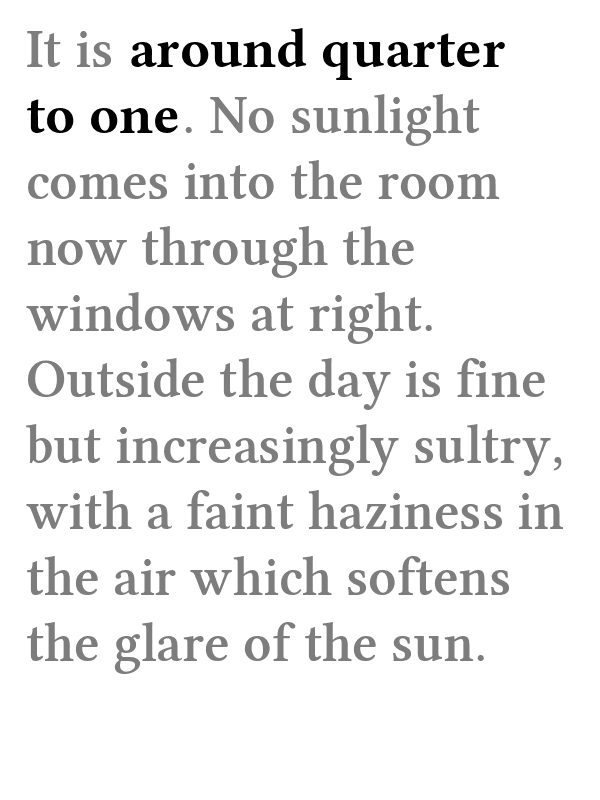 It is around quarter
to one. No sunlight
comes into the room
now through the
windows at right.
Outside the day is fine
but increasingly sultry,
with a faint haziness in
the air which softens
the glare of the sun.